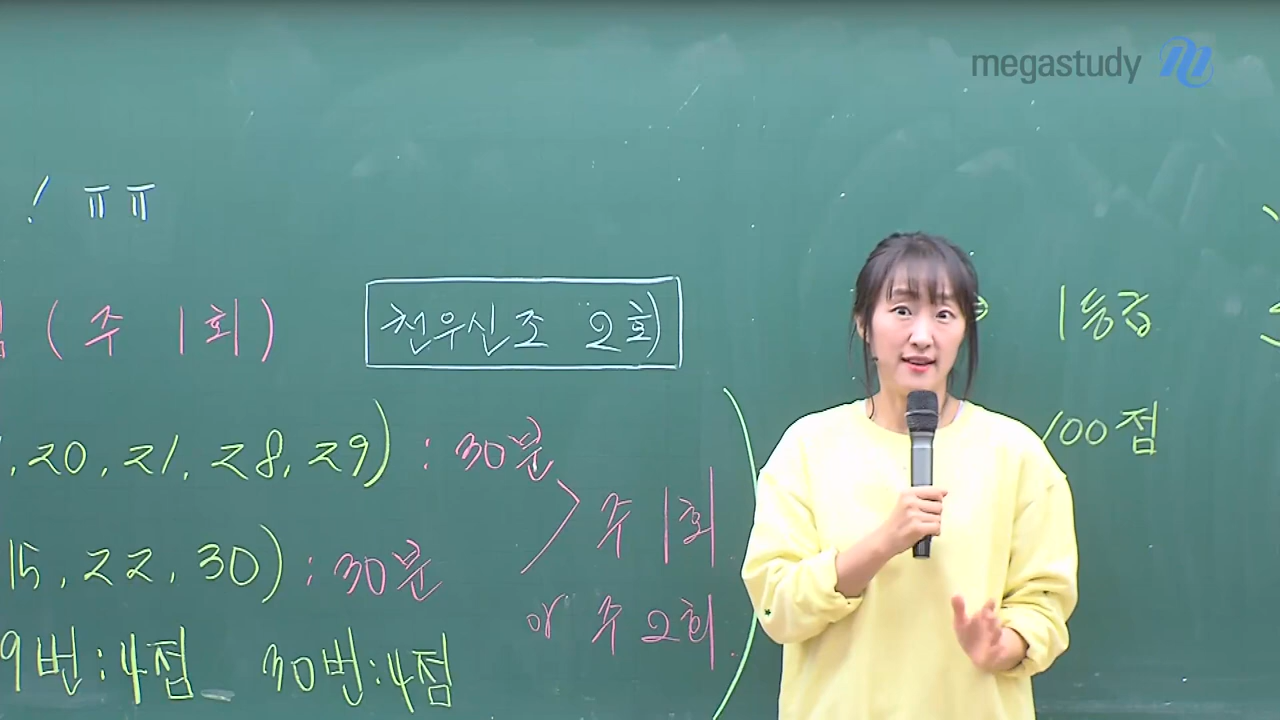 megastudy
! ㅠㅠ
(주 1회)
천우신조 2회)
1등급
, 20, 21, 28, 29) : 30분
100점
주 1회
15, 22, 30) : 30분
or 주 2회
9번:4점 30번:4점